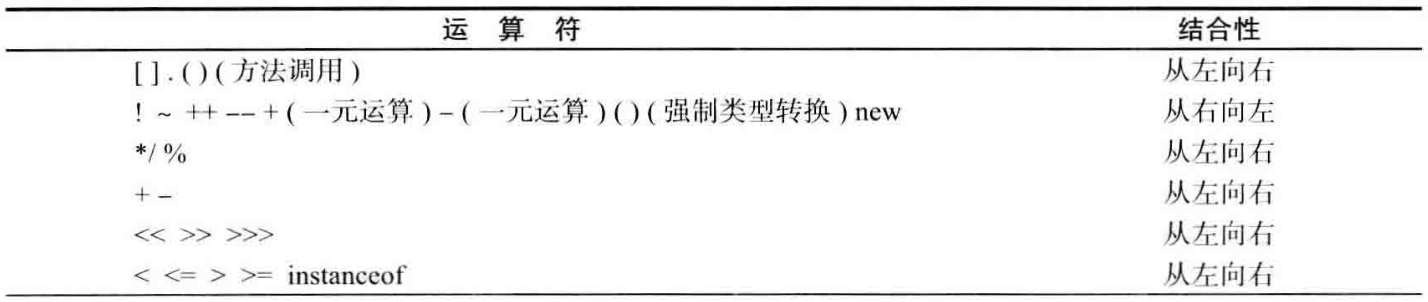 运 算 符 结合性
[ ] . ( ) ( 方法调用 ) 从左向右
! ~ ++ -- + ( 一元运算 ) – ( 一元运算 ) ( ) ( 强制类型转换 ) new 从右向左
*/ % 从左向右
+ – 从左向右
<< >> >>> 从左向右
< <= > >= instanceof 从左向右